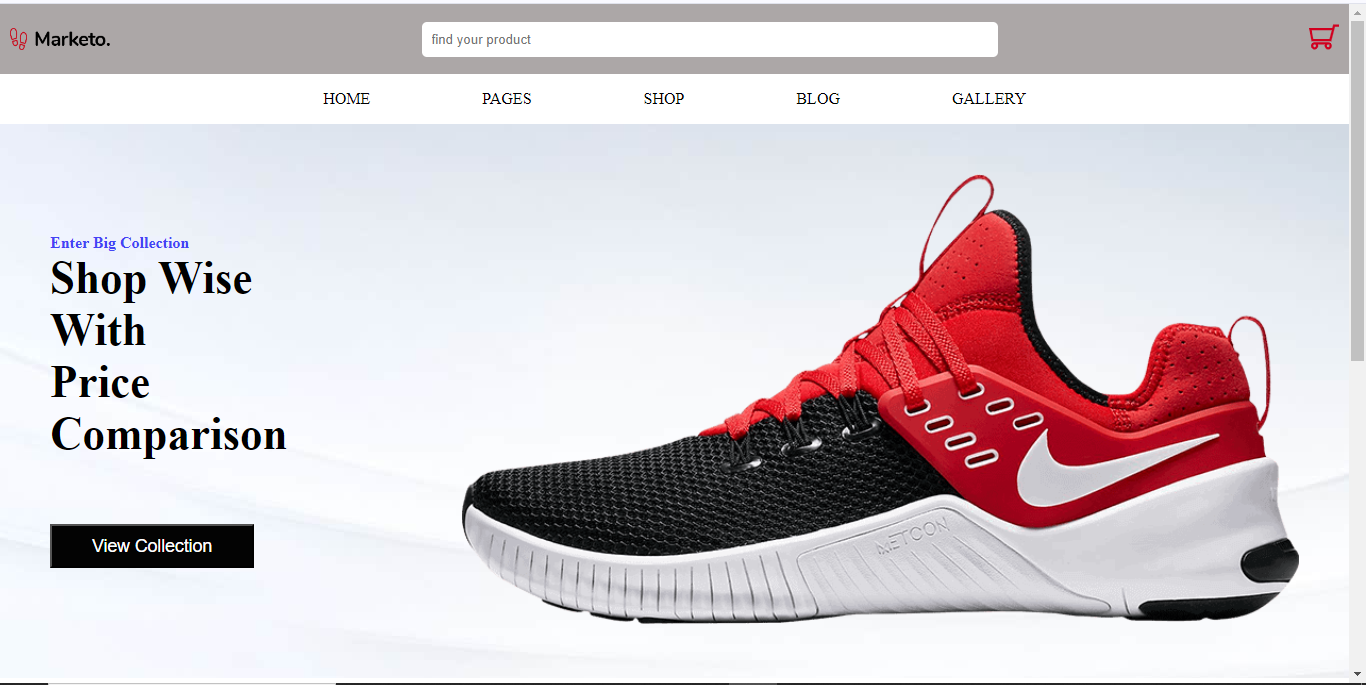 Marketo.
find your product
HOME PAGES SHOP BLOG GALLERY
Enter Big Collection
Shop Wise
With
Price
Comparison
View Collection
METCON